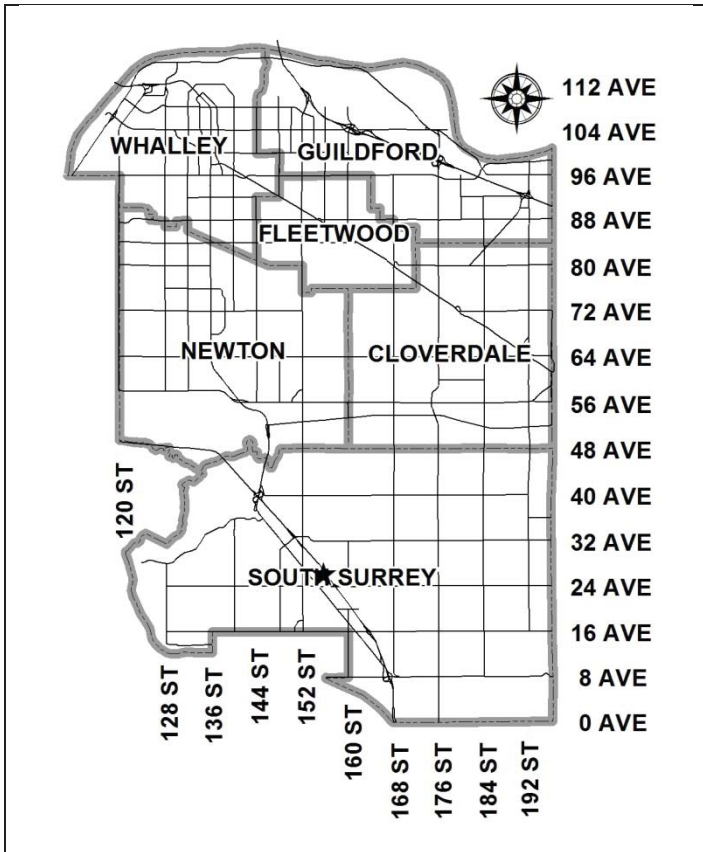 112 AVE
104 AVE
WHALLEY
GUILDFORD
96 AVE
88 AVE
FLEETWOOD
80 AVE
72 AVE
NEWTON
CLOVERDALE
64 AVE
56 AVE
48 AVE
120 ST
40 AVE
32 AVE
SOUT★SURREY
24 AVE
16 AVE
128 ST
136 ST
144 ST
152 ST
8 AVE
160 ST
0 AVE
168 ST
176 ST
184 ST
192 ST